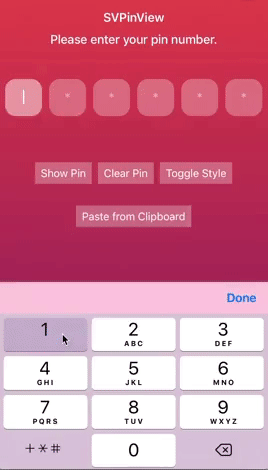 SVPinView
Please enter your pin number.
* * * * *
Show Pin Clear Pin Toggle Style
Paste from Clipboard
Done
1 2 3
ABC DEF
4 5 6
GHI JKL MNO
7 8 9
PQRS TUV WXYZ
+*# 0